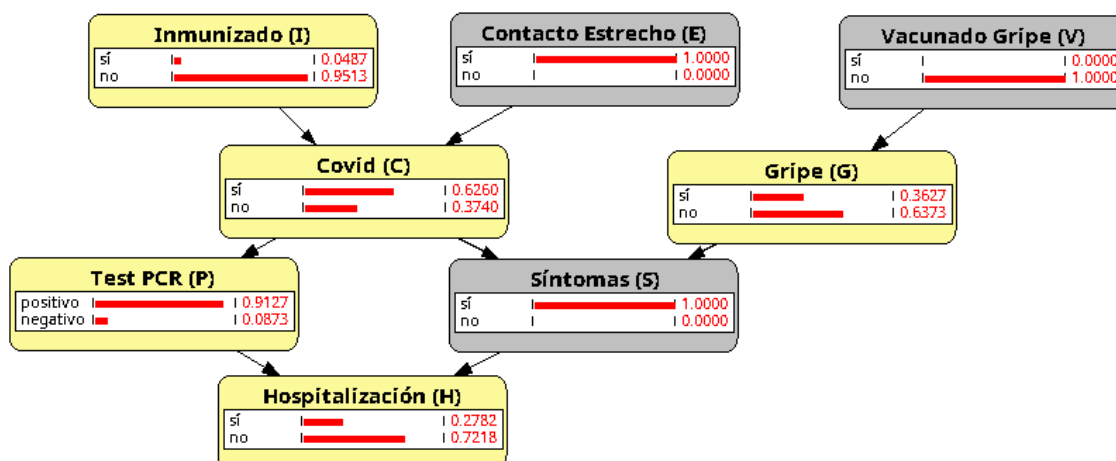 Inmunizado (I)
sí 0.0487
no 0.9513
Contacto Estrecho (E)
sí 1.0000
no 0.0000
Vacunado Gripe (V)
sí 0.0000
no 1.0000
Covid (C)
sí 0.6260
no 0.3740
Gripe (G)
sí 0.3627
no 0.6373
Test PCR (P)
positivo 0.9127
negativo 0.0873
Síntomas (S)
sí 1.0000
no 0.0000
Hospitalización (H)
sí 0.2782
no 0.7218